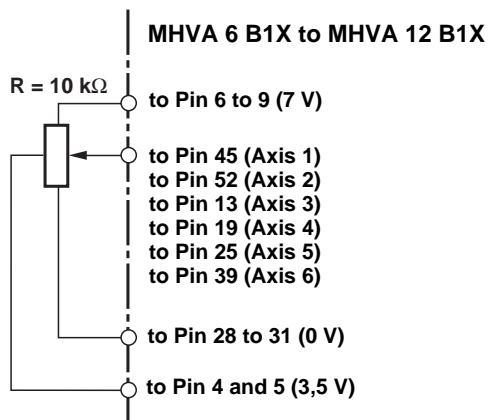 MHVA 6 B1X to MHVA 12 B1X
R = 10 kΩ
to Pin 6 to 9 (7 V)
to Pin 45 (Axis 1)
to Pin 52 (Axis 2)
to Pin 13 (Axis 3)
to Pin 19 (Axis 4)
to Pin 25 (Axis 5)
to Pin 39 (Axis 6)
to Pin 28 to 31 (0 V)
to Pin 4 and 5 (3,5 V)